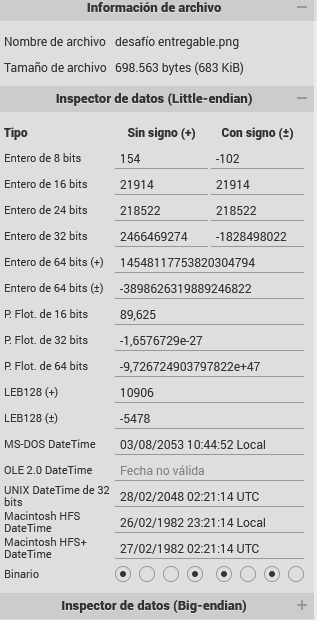 Información de archivo
Nombre de archivo desafío entregable.png
Tamaño de archivo 698.563 bytes (683 KiB)
Inspector de datos (Little-endian)
Tipo Sin signo (+) Con signo (±)
Entero de 8 bits 154 -102
Entero de 16 bits 21914 21914
Entero de 24 bits 218522 218522
Entero de 32 bits 2466469274 -1828498022
Entero de 64 bits (+) 14548117753820304794
Entero de 64 bits (±) -3898626319889246822
P. Flot. de 16 bits 89,625
P. Flot. de 32 bits -1,6576729e-27
P. Flot. de 64 bits -9,726724903797822e+47
LEB128 (+) 10906
LEB128 (±) -5478
MS-DOS DateTime 03/08/2053 10:44:52 Local
OLE 2.0 DateTime Fecha no válida
UNIX DateTime de 32 bits 28/02/2048 02:21:14 UTC
Macintosh HFS DateTime 26/02/1982 23:21:14 Local
Macintosh HFS+ DateTime 27/02/1982 02:21:14 UTC
Binario
Inspector de datos (Big-endian)